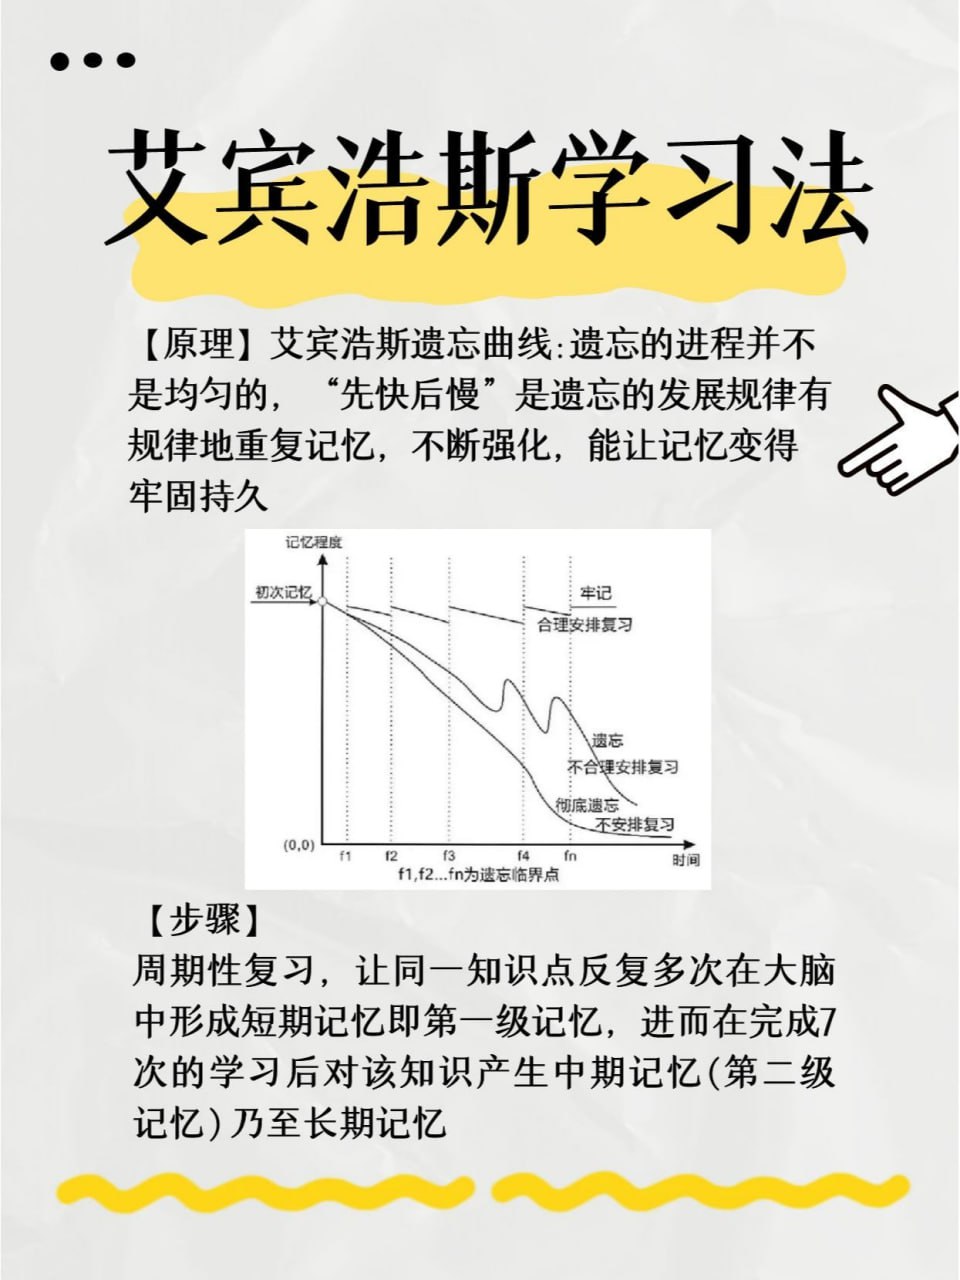 艾宾浩斯学习法
【原理】艾宾浩斯遗忘曲线:遗忘的进程并不
是均匀的，“先快后慢”是遗忘的发展规律有
规律地重复记忆，不断强化，能让记忆变得
牢固持久
记忆程度
初次记忆
牢记
合理安排复习
遗忘
不合理安排复习
彻底遗忘
不安排复习
(0,0)
f1 f2 f3 f4 fn
时间
f1,f2...fn为遗忘临界点
【步骤】
周期性复习，让同一知识点反复多次在大脑
中形成短期记忆即第一级记忆，进而在完成7
次的学习后对该知识产生中期记忆(第二级
记忆)乃至长期记忆